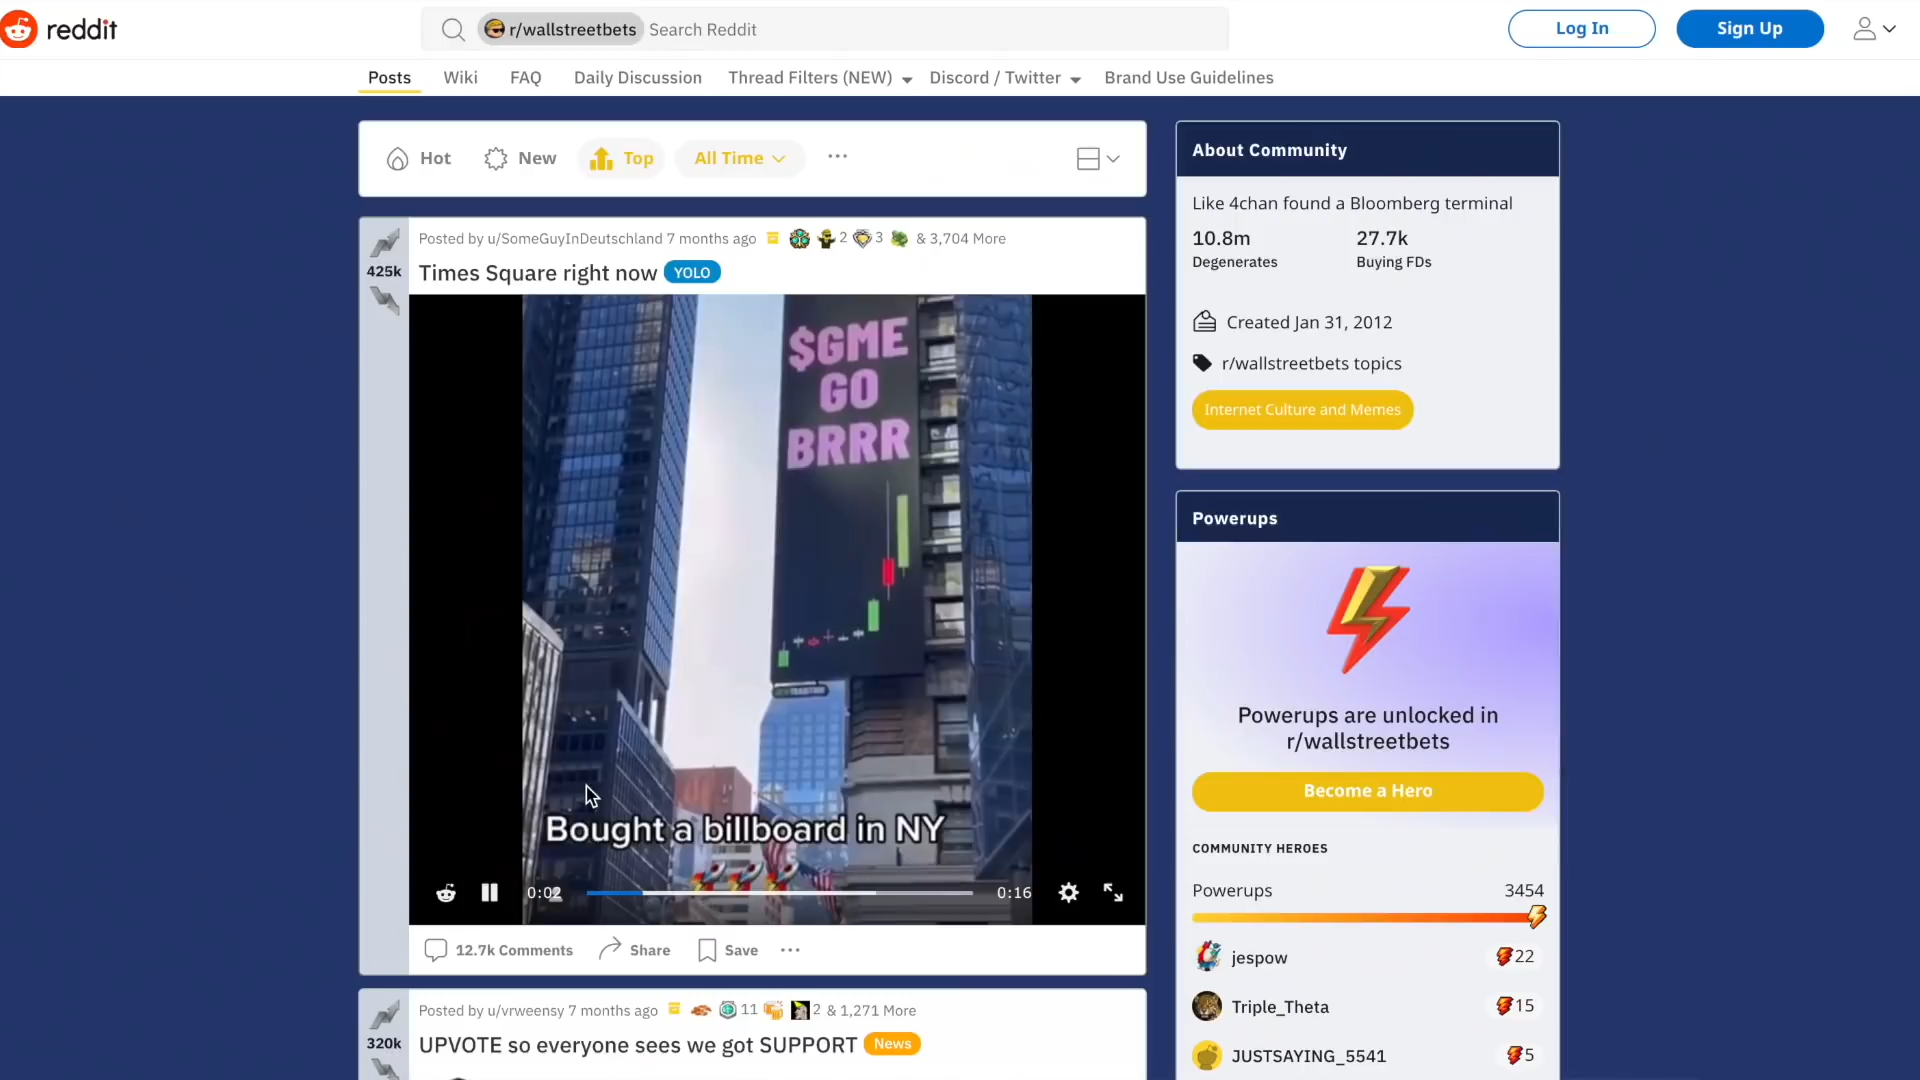 reddit
r/wallstreetbets Search Reddit
Log In
Sign Up
Posts Wiki FAQ Daily Discussion Thread Filters (NEW) Discord / Twitter Brand Use Guidelines
Hot New Top All Time ...
Posted by u/SomeGuyInDeutschland 7 months ago 2 3 & 3,704 More
425k
Times Square right now YOLO
$GME
GO
BRRR
Bought a billboard in NY
0:02 0:16
12.7k Comments Share Save ...
Posted by u/vrweensy 7 months ago 11 2 & 1,271 More
320k
UPVOTE so everyone sees we got SUPPORT News
About Community
Like 4chan found a Bloomberg terminal
10.8m 27.7k
Degenerates Buying FDs
Created Jan 31, 2012
r/wallstreetbets topics
Internet Culture and Memes
Powerups
Powerups are unlocked in
r/wallstreetbets
Become a Hero
COMMUNITY HEROES
Powerups 3454
jespow 22
Triple_Theta 15
JUSTSAYING_5541 5